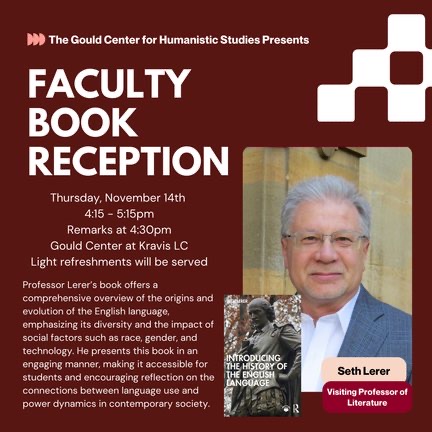 The Gould Center for Humanistic Studies Presents
FACULTY
BOOK
RECEPTION
Thursday, November 14th
4:15 - 5:15pm
Remarks at 4:30pm
Gould Center at Kravis LC
Light refreshments will be served
Professor Lerer's book offers a
comprehensive overview of the origins and
evolution of the English language,
emphasizing its diversity and the impact of
social factors such as race, gender, and
technology. He presents this book in an
engaging manner, making it accessible for
students and encouraging reflection on the
connections between language use and
power dynamics in contemporary society.
INTRODUCING
THE HISTORY OF
THE ENGLISH
LANGUAGE
Seth Lerer
Visiting Professor of
Literature